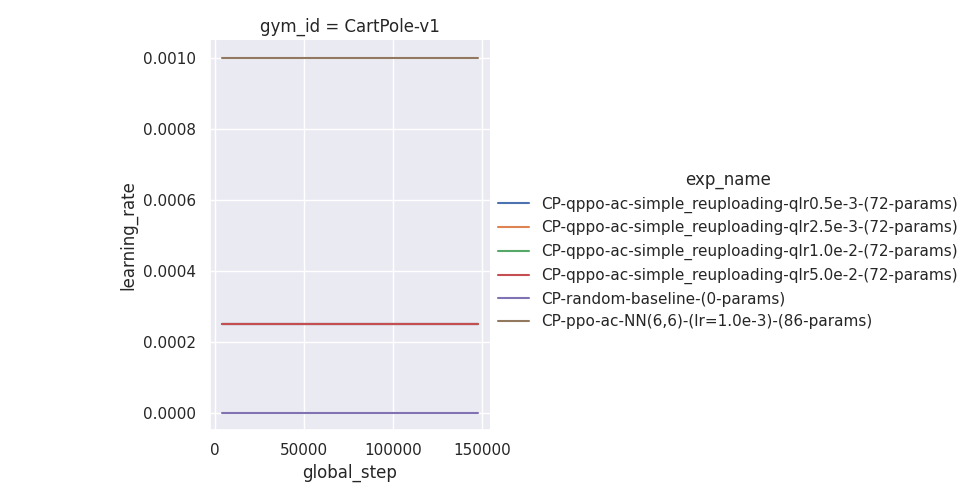 gym_id = CartPole-v1
0.0010
0.0008
0.0006
0.0004
0.0002
0.0000
learning_rate
0 50000 100000 150000
global_step
exp_name
CP-qppo-ac-simple_reuploading-qlr0.5e-3-(72-params)
CP-qppo-ac-simple_reuploading-qlr2.5e-3-(72-params)
CP-qppo-ac-simple_reuploading-qlr1.0e-2-(72-params)
CP-qppo-ac-simple_reuploading-qlr5.0e-2-(72-params)
CP-random-baseline-(0-params)
CP-ppo-ac-NN(6,6)-(lr=1.0e-3)-(86-params)